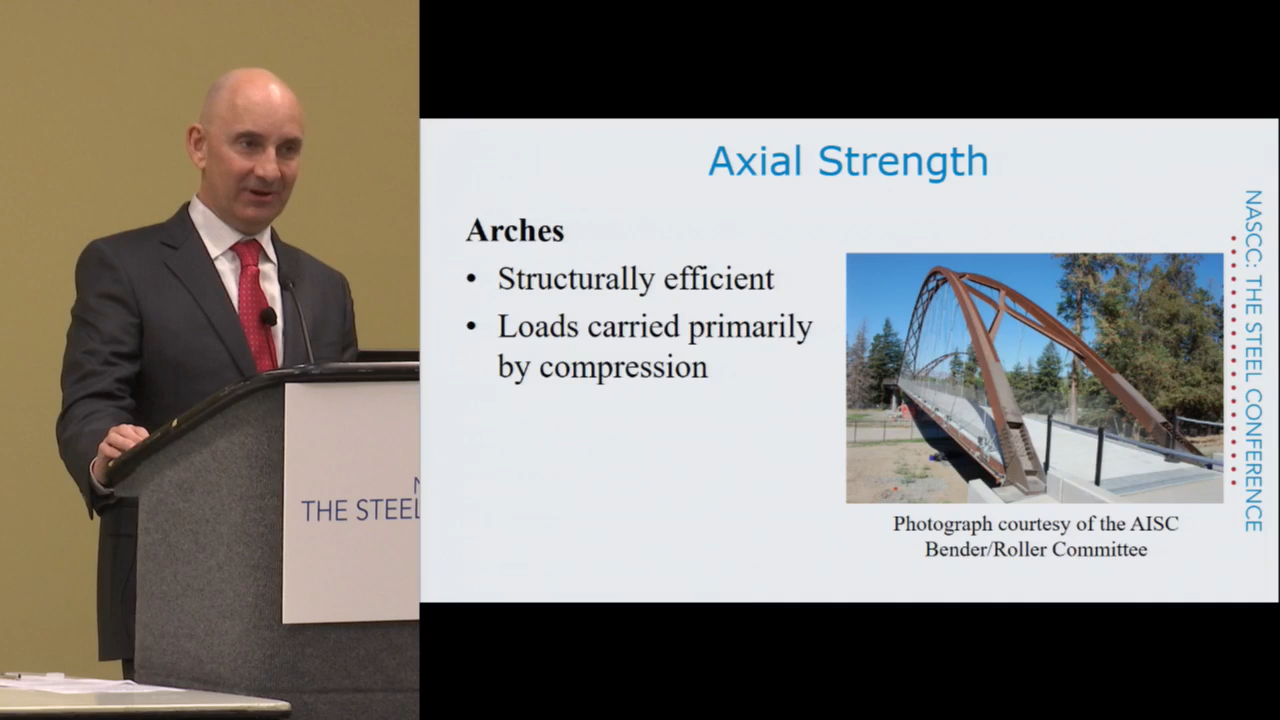 Axial Strength
Arches
• Structurally efficient
• Loads carried primarily
by compression
Photograph courtesy of the AISC
Bender/Roller Committee
NASCC: THE STEEL CONFERENCE
THE STEEL